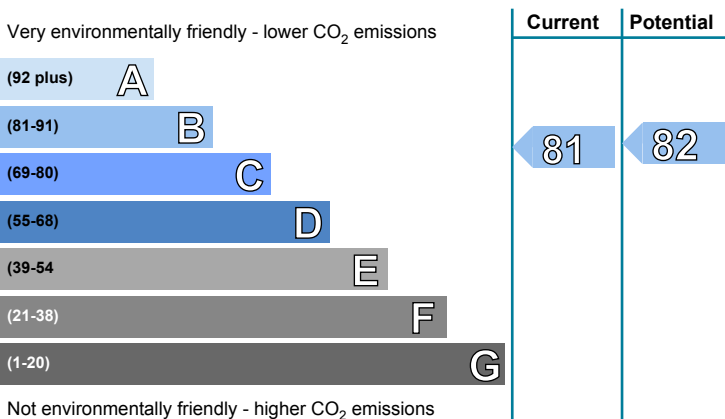 Very environmentally friendly - lower CO2 emissions
Current
Potential
(92 plus) A
(81-91) B
(69-80) C
(55-68) D
(39-54 E
(21-38) F
(1-20) G
81
82
Not environmentally friendly - higher CO2 emissions